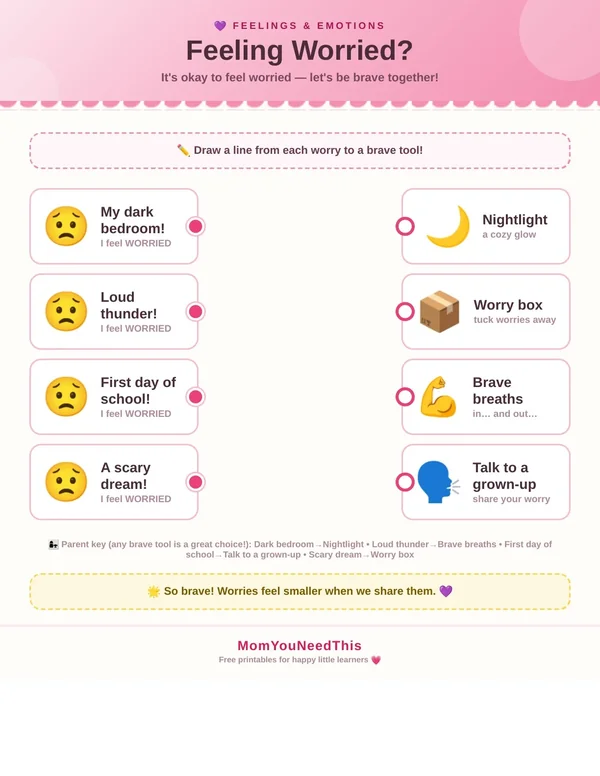 💜 FEELINGS & EMOTIONS
Feeling Worried?
It's okay to feel worried — let's be brave together!
✏️ Draw a line from each worry to a brave tool!
My dark
bedroom!
I feel WORRIED
Nightlight
a cozy glow
Loud
thunder!
I feel WORRIED
Worry box
tuck worries away
First day of
school!
I feel WORRIED
Brave
breaths
in… and out…
A scary
dream!
I feel WORRIED
Talk to a
grown-up
share your worry
Parent key (any brave tool is a great choice!): Dark bedroom→Nightlight • Loud thunder→Brave breaths • First day of
school→Talk to a grown-up • Scary dream→Worry box
🌟 So brave! Worries feel smaller when we share them. 💜
MomYouNeedThis
Free printables for happy little learners 💗